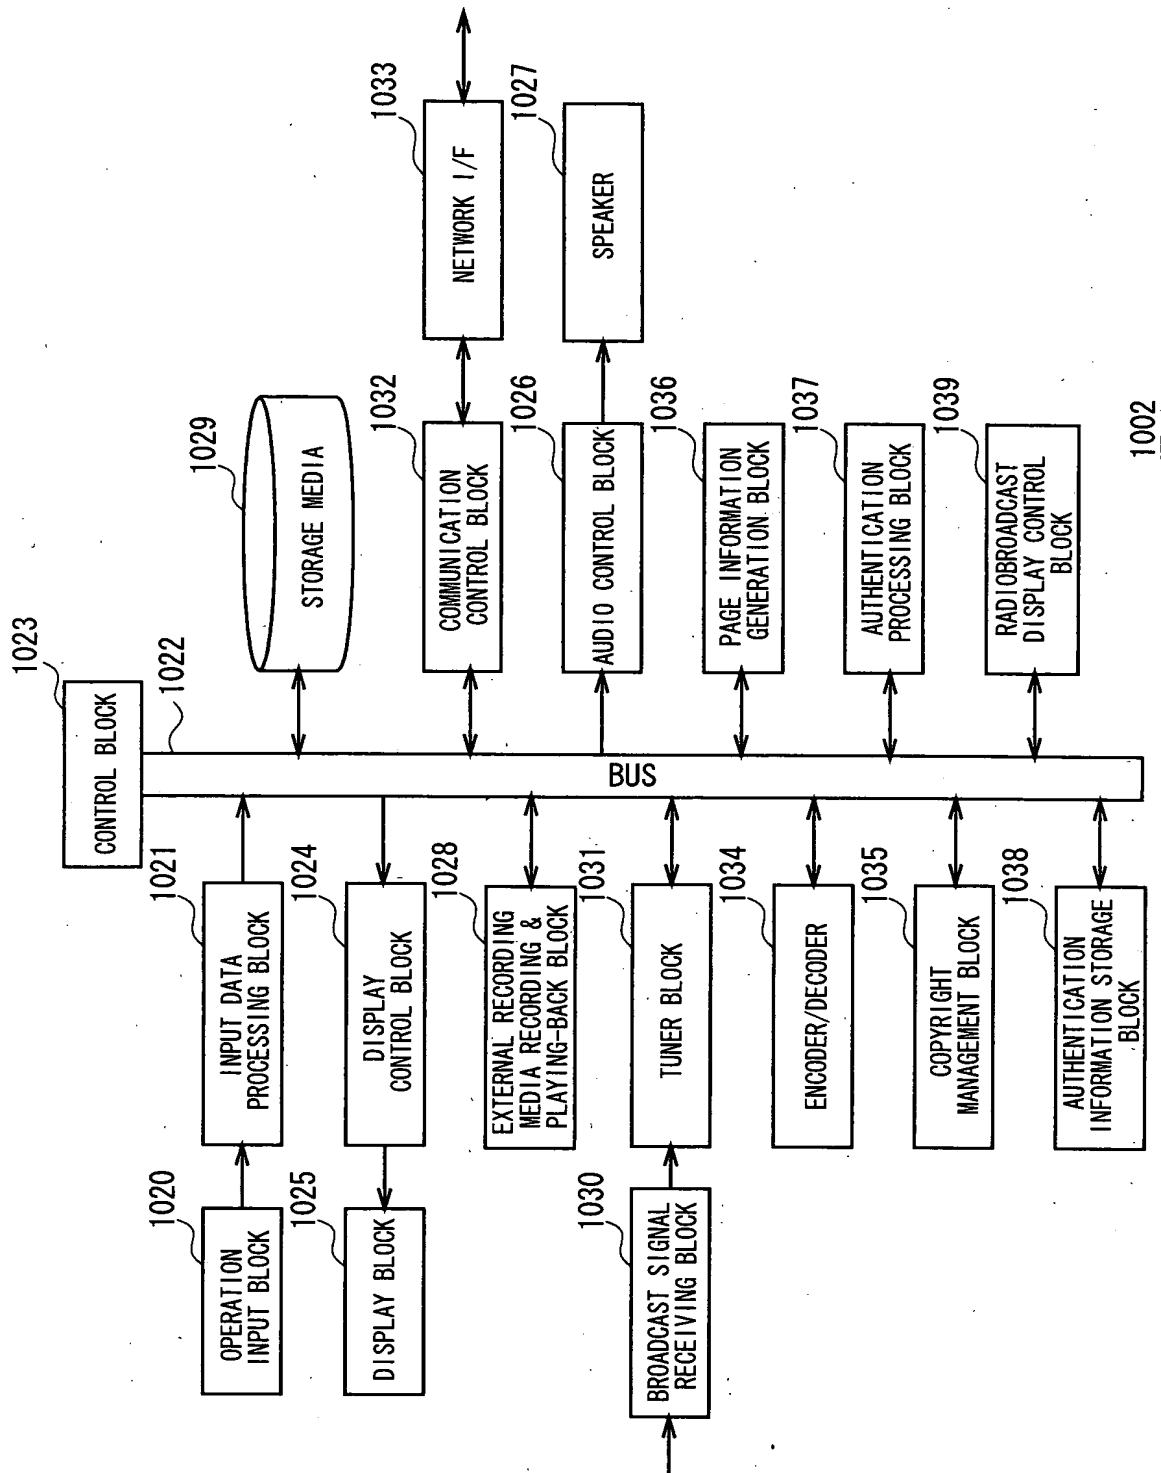 1023
CONTROL BLOCK
1022
BUS
1020
OPERATION
INPUT BLOCK
1021
INPUT DATA
PROCESSING BLOCK
1025
DISPLAY BLOCK
1024
DISPLAY
CONTROL BLOCK
1028
EXTERNAL RECORDING
MEDIA RECORDING &
PLAYING-BACK BLOCK
1030
BROADCAST SIGNAL
RECEIVING BLOCK
1031
TUNER BLOCK
1034
ENCODER/DECODER
1035
COPYRIGHT
MANAGEMENT BLOCK
1038
AUTHENTICATION
INFORMATION STORAGE
BLOCK
1029
STORAGE MEDIA
1032
COMMUNICATION
CONTROL BLOCK
1033
NETWORK I/F
1026
AUDIO CONTROL BLOCK
1027
SPEAKER
1036
PAGE INFORMATION
GENERATION BLOCK
1037
AUTHENTICATION
PROCESSING BLOCK
1039
RADIOBROADCAST
DISPLAY CONTROL
BLOCK
1002